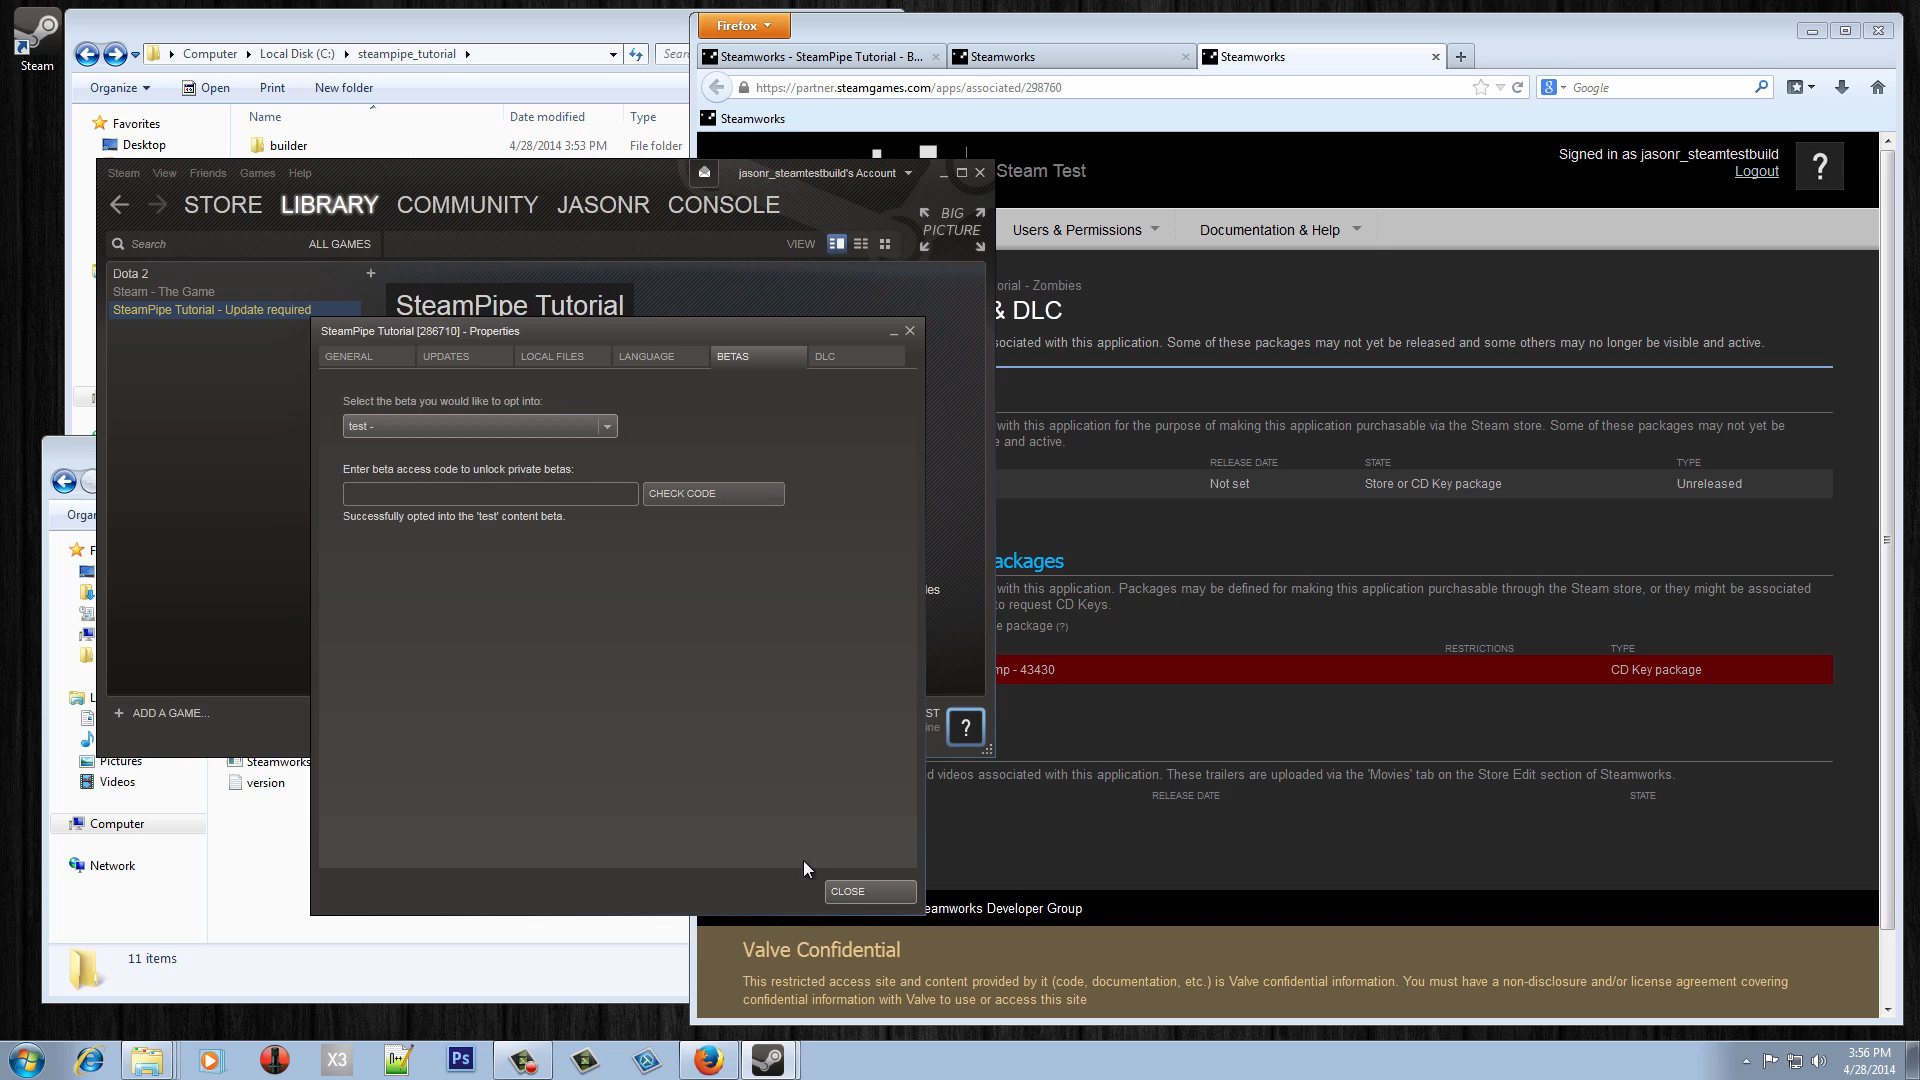 Steam
Computer
Local Disk (C:)
steampipe_tutorial
Sear
Organize
Open
Print
New folder
Name
Date modified
Type
Favorites
Desktop
builder
4/28/2014 3:53 PM
File folder
Firefox
Steamworks - SteamPipe Tutorial - B...
Steamworks
Steamworks
https://partner.steamgames.com/apps/associated/298760
Google
Steamworks
Steam Test
Signed in as jasonr_steamtestbuild
Logout
?
Users & Permissions
Documentation & Help
orial - Zombies
& DLC
ociated with this application. Some of these packages may not yet be released and some others may no longer be visible and active.
with this application for the purpose of making this application purchasable via the Steam store. Some of these packages may not yet be
e and active.
RELEASE DATE
STATE
TYPE
Not set
Store or CD Key package
Unreleased
ackages
with this application. Packages may be defined for making this application purchasable through the Steam store, or they might be associated
to request CD Keys.
e package (?)
RESTRICTIONS
TYPE
mp - 43430
CD Key package
d videos associated with this application. These trailers are uploaded via the 'Movies' tab on the Store Edit section of Steamworks.
RELEASE DATE
STATE
eamworks Developer Group
Valve Confidential
This restricted access site and content provided by it (code, documentation, etc.) is Valve confidential information. You must have a non-disclosure and/or license agreement covering
confidential information with Valve to use or access this site
Steam
View
Friends
Games
Help
jasonr_steamtestbuild's Account
STORE
LIBRARY
COMMUNITY
JASONR
CONSOLE
BIG
PICTURE
Search
ALL GAMES
VIEW
Dota 2
Steam - The Game
SteamPipe Tutorial - Update required
SteamPipe Tutorial
les
ST
ine
?
+ ADD A GAME...
SteamPipe Tutorial [286710] - Properties
GENERAL
UPDATES
LOCAL FILES
LANGUAGE
BETAS
DLC
Select the beta you would like to opt into:
test -
Enter beta access code to unlock private betas:
CHECK CODE
Successfully opted into the 'test' content beta.
CLOSE
Organ
F
L
Pictures
Videos
Computer
Network
Steamworks
version
11 items
X3
n++
Ps
3:56 PM
4/28/2014